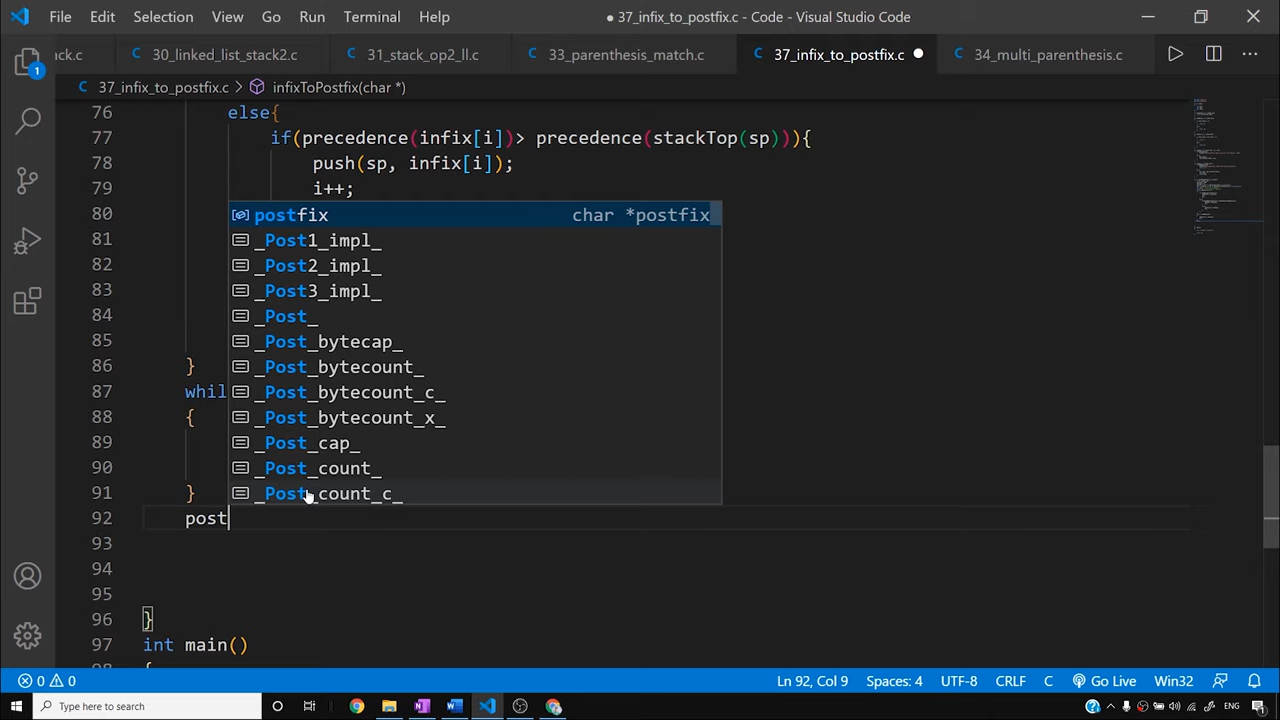 File Edit Selection View Go Run Terminal Help ● 37_infix_to_postfix.c - Code - Visual Studio Code
ack.c 30_linked_list_stack2.c 31_stack_op2_ll.c 33_parenthesis_match.c 37_infix_to_postfix.c 34_multi_parenthesis.c
37_infix_to_postfix.c > infixToPostfix(char *)
76 else{
77 if(precedence(infix[i])> precedence(stackTop(sp))){
78 push(sp, infix[i]);
79 i++;
80 postfix char *postfix
81 _Post1_impl_
82 _Post2_impl_
83 _Post3_impl_
84 _Post_
85 _Post_bytecap_
86 } _Post_bytecount_
87 whil _Post_bytecount_c_
88 { _Post_bytecount_x_
89 _Post_cap_
90 _Post_count_
91 } _Post_count_c_
92 post
93
94
95
96 }
97 int main()
98 {
0 0 Ln 92, Col 9 Spaces: 4 UTF-8 CRLF C Go Live Win32
Type here to search ENG
1